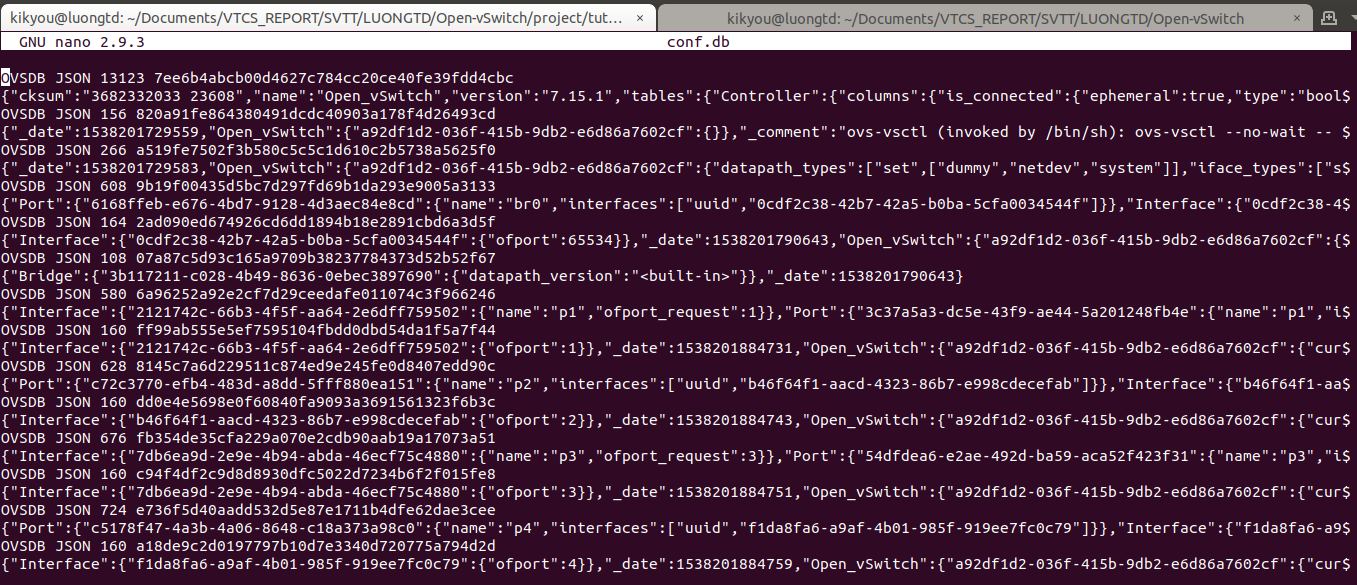 kikyou@luongtd: ~/Documents/VTCS_REPORT/SVTT/LUONGTD/Open-vSwitch/project/tut... ×
kikyou@luongtd: ~/Documents/VTCS_REPORT/SVTT/LUONGTD/Open-vSwitch ×
GNU nano 2.9.3 conf.db
OVSDB JSON 13123 7ee6b4abcb00d4627c784cc20ce40fe39fdd4cbc
{"cksum":"3682332033 23608","name":"Open_vSwitch","version":"7.15.1","tables":{"Controller":{"columns":{"is_connected":{"ephemeral":true,"type":"bool$
OVSDB JSON 156 820a91fe864380491dcdc40903a178f4d26493cd
{"_date":1538201729559,"Open_vSwitch":{"a92df1d2-036f-415b-9db2-e6d86a7602cf":{}},"_comment":"ovs-vsctl (invoked by /bin/sh): ovs-vsctl --no-wait -- $
OVSDB JSON 266 a519fe7502f3b580c5c5c1d610c2b5738a5625f0
{"_date":1538201729583,"Open_vSwitch":{"a92df1d2-036f-415b-9db2-e6d86a7602cf":{"datapath_types":["set",["dummy","netdev","system"]],"iface_types":["s$
OVSDB JSON 608 9b19f00435d5bc7d297fd69b1da293e9005a3133
{"Port":{"6168ffeb-e676-4bd7-9128-4d3aec84e8cd":{"name":"br0","interfaces":["uuid","0cdf2c38-42b7-42a5-b0ba-5cfa0034544f"]}},"Interface":{"0cdf2c38-4$
OVSDB JSON 164 2ad090ed674926cd6dd1894b18e2891cbd6a3d5f
{"Interface":{"0cdf2c38-42b7-42a5-b0ba-5cfa0034544f":{"ofport":65534}},"_date":1538201790643,"Open_vSwitch":{"a92df1d2-036f-415b-9db2-e6d86a7602cf":{$
OVSDB JSON 108 07a87c5d93c165a9709b38237784373d52b52f67
{"Bridge":{"3b117211-c028-4b49-8636-0ebec3897690":{"datapath_version":"<built-in>"}},"_date":1538201790643}
OVSDB JSON 580 6a96252a92e2cf7d29ceedafe011074c3f966246
{"Interface":{"2121742c-66b3-4f5f-aa64-2e6dff759502":{"name":"p1","ofport_request":1}},"Port":{"3c37a5a3-dc5e-43f9-ae44-5a201248fb4e":{"name":"p1","i$
OVSDB JSON 160 ff99ab555e5ef7595104fbdd0dbd54da1f5a7f44
{"Interface":{"2121742c-66b3-4f5f-aa64-2e6dff759502":{"ofport":1}},"_date":1538201884731,"Open_vSwitch":{"a92df1d2-036f-415b-9db2-e6d86a7602cf":{"cur$
OVSDB JSON 628 8145c7a6d229511c874ed9e245fe0d8407edd90c
{"Port":{"c72c3770-efb4-483d-a8dd-5fff880ea151":{"name":"p2","interfaces":["uuid","b46f64f1-aacd-4323-86b7-e998cdecefab"]}},"Interface":{"b46f64f1-aa$
OVSDB JSON 160 dd0e4e5698e0f60840fa9093a3691561323f6b3c
{"Interface":{"b46f64f1-aacd-4323-86b7-e998cdecefab":{"ofport":2}},"_date":1538201884743,"Open_vSwitch":{"a92df1d2-036f-415b-9db2-e6d86a7602cf":{"cur$
OVSDB JSON 676 fb354de35cfa229a070e2cdb90aab19a17073a51
{"Interface":{"7db6ea9d-2e9e-4b94-abda-46ecf75c4880":{"name":"p3","ofport_request":3}},"Port":{"54dfdea6-e2ae-492d-ba59-aca52f423f31":{"name":"p3","i$
OVSDB JSON 160 c94f4df2c9d8d8930dfc5022d7234b6f2f015fe8
{"Interface":{"7db6ea9d-2e9e-4b94-abda-46ecf75c4880":{"ofport":3}},"_date":1538201884751,"Open_vSwitch":{"a92df1d2-036f-415b-9db2-e6d86a7602cf":{"cur$
OVSDB JSON 724 e736f5d40aadd532d5e87e1711b4dfe62dae3cee
{"Port":{"c5178f47-4a3b-4a06-8648-c18a373a98c0":{"name":"p4","interfaces":["uuid","f1da8fa6-a9af-4b01-985f-919ee7fc0c79"]}},"Interface":{"f1da8fa6-a9$
OVSDB JSON 160 a18de9c2d0197797b10d7e3340d720775a794d2d
{"Interface":{"f1da8fa6-a9af-4b01-985f-919ee7fc0c79":{"ofport":4}},"_date":1538201884759,"Open_vSwitch":{"a92df1d2-036f-415b-9db2-e6d86a7602cf":{"cur$